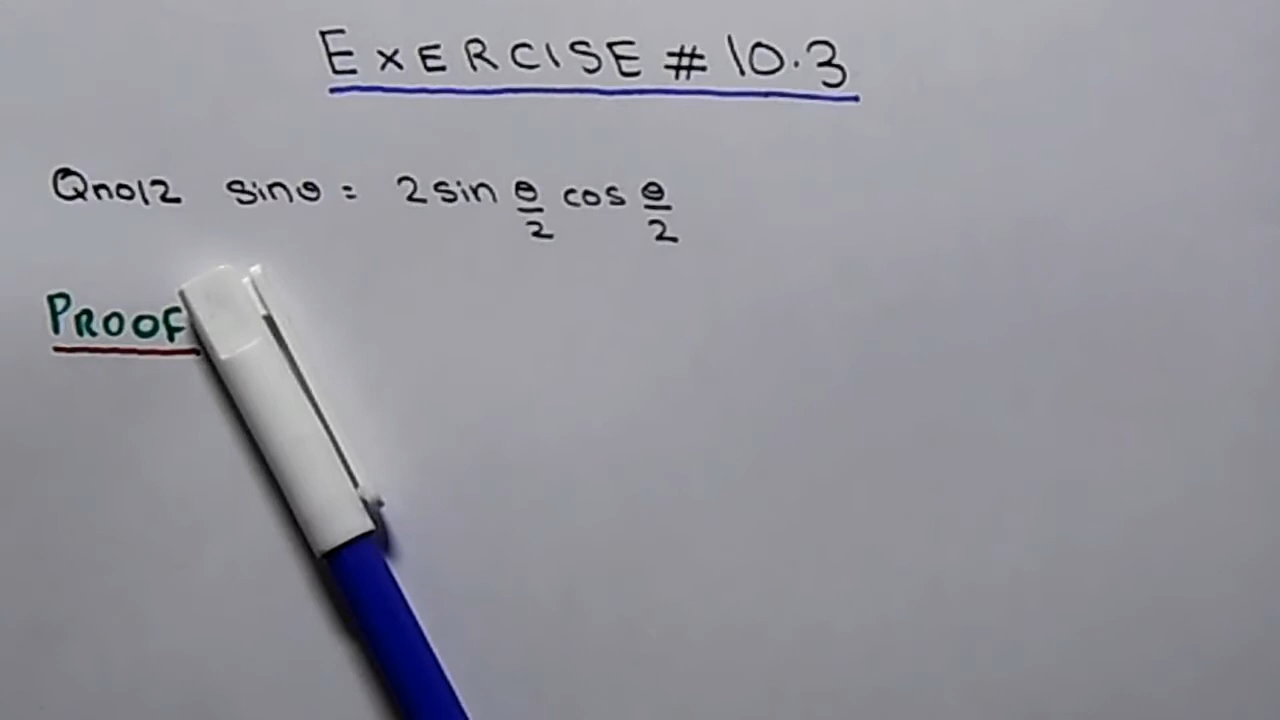 EXERCISE # 10.3
Qno12 sinθ = 2sin θ/2 cos θ/2
PROOF